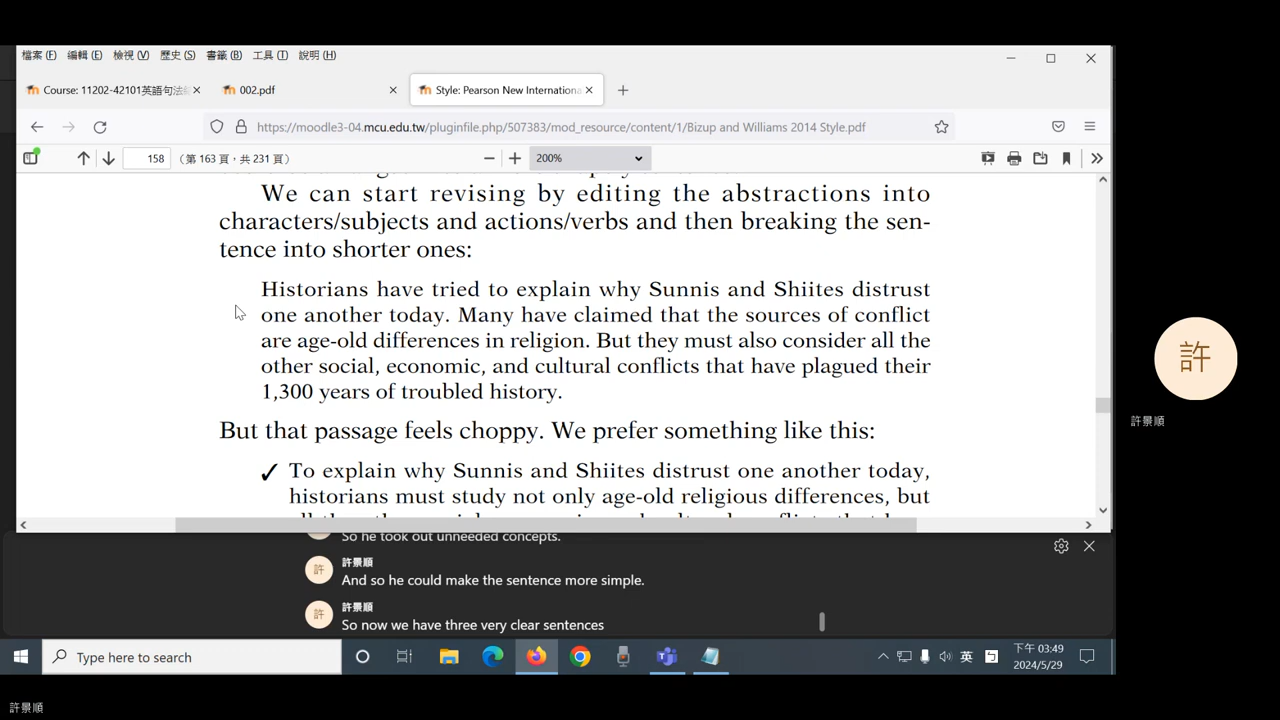 檔案(F) 編輯(E) 檢視(V) 歷史(S) 書籤(B) 工具(T) 說明(H)
Course: 11202-42101英語句法 002.pdf Style: Pearson New Internationa
https://moodle3-04.mcu.edu.tw/pluginfile.php/507383/mod_resource/content/1/Bizup and Williams 2014 Style.pdf
158 (第 163 頁，共 231 頁) 200%
We can start revising by editing the abstractions into
characters/subjects and actions/verbs and then breaking the sen-
tence into shorter ones:
Historians have tried to explain why Sunnis and Shiites distrust
one another today. Many have claimed that the sources of conflict
are age-old differences in religion. But they must also consider all the
other social, economic, and cultural conflicts that have plagued their
1,300 years of troubled history.
But that passage feels choppy. We prefer something like this:
✓ To explain why Sunnis and Shiites distrust one another today,
historians must study not only age-old religious differences, but
許
許景順
So he took out unneeded concepts.
許 許景順
And so he could make the sentence more simple.
許 許景順
So now we have three very clear sentences
Type here to search
英
下午 03:49
2024/5/29
許景順